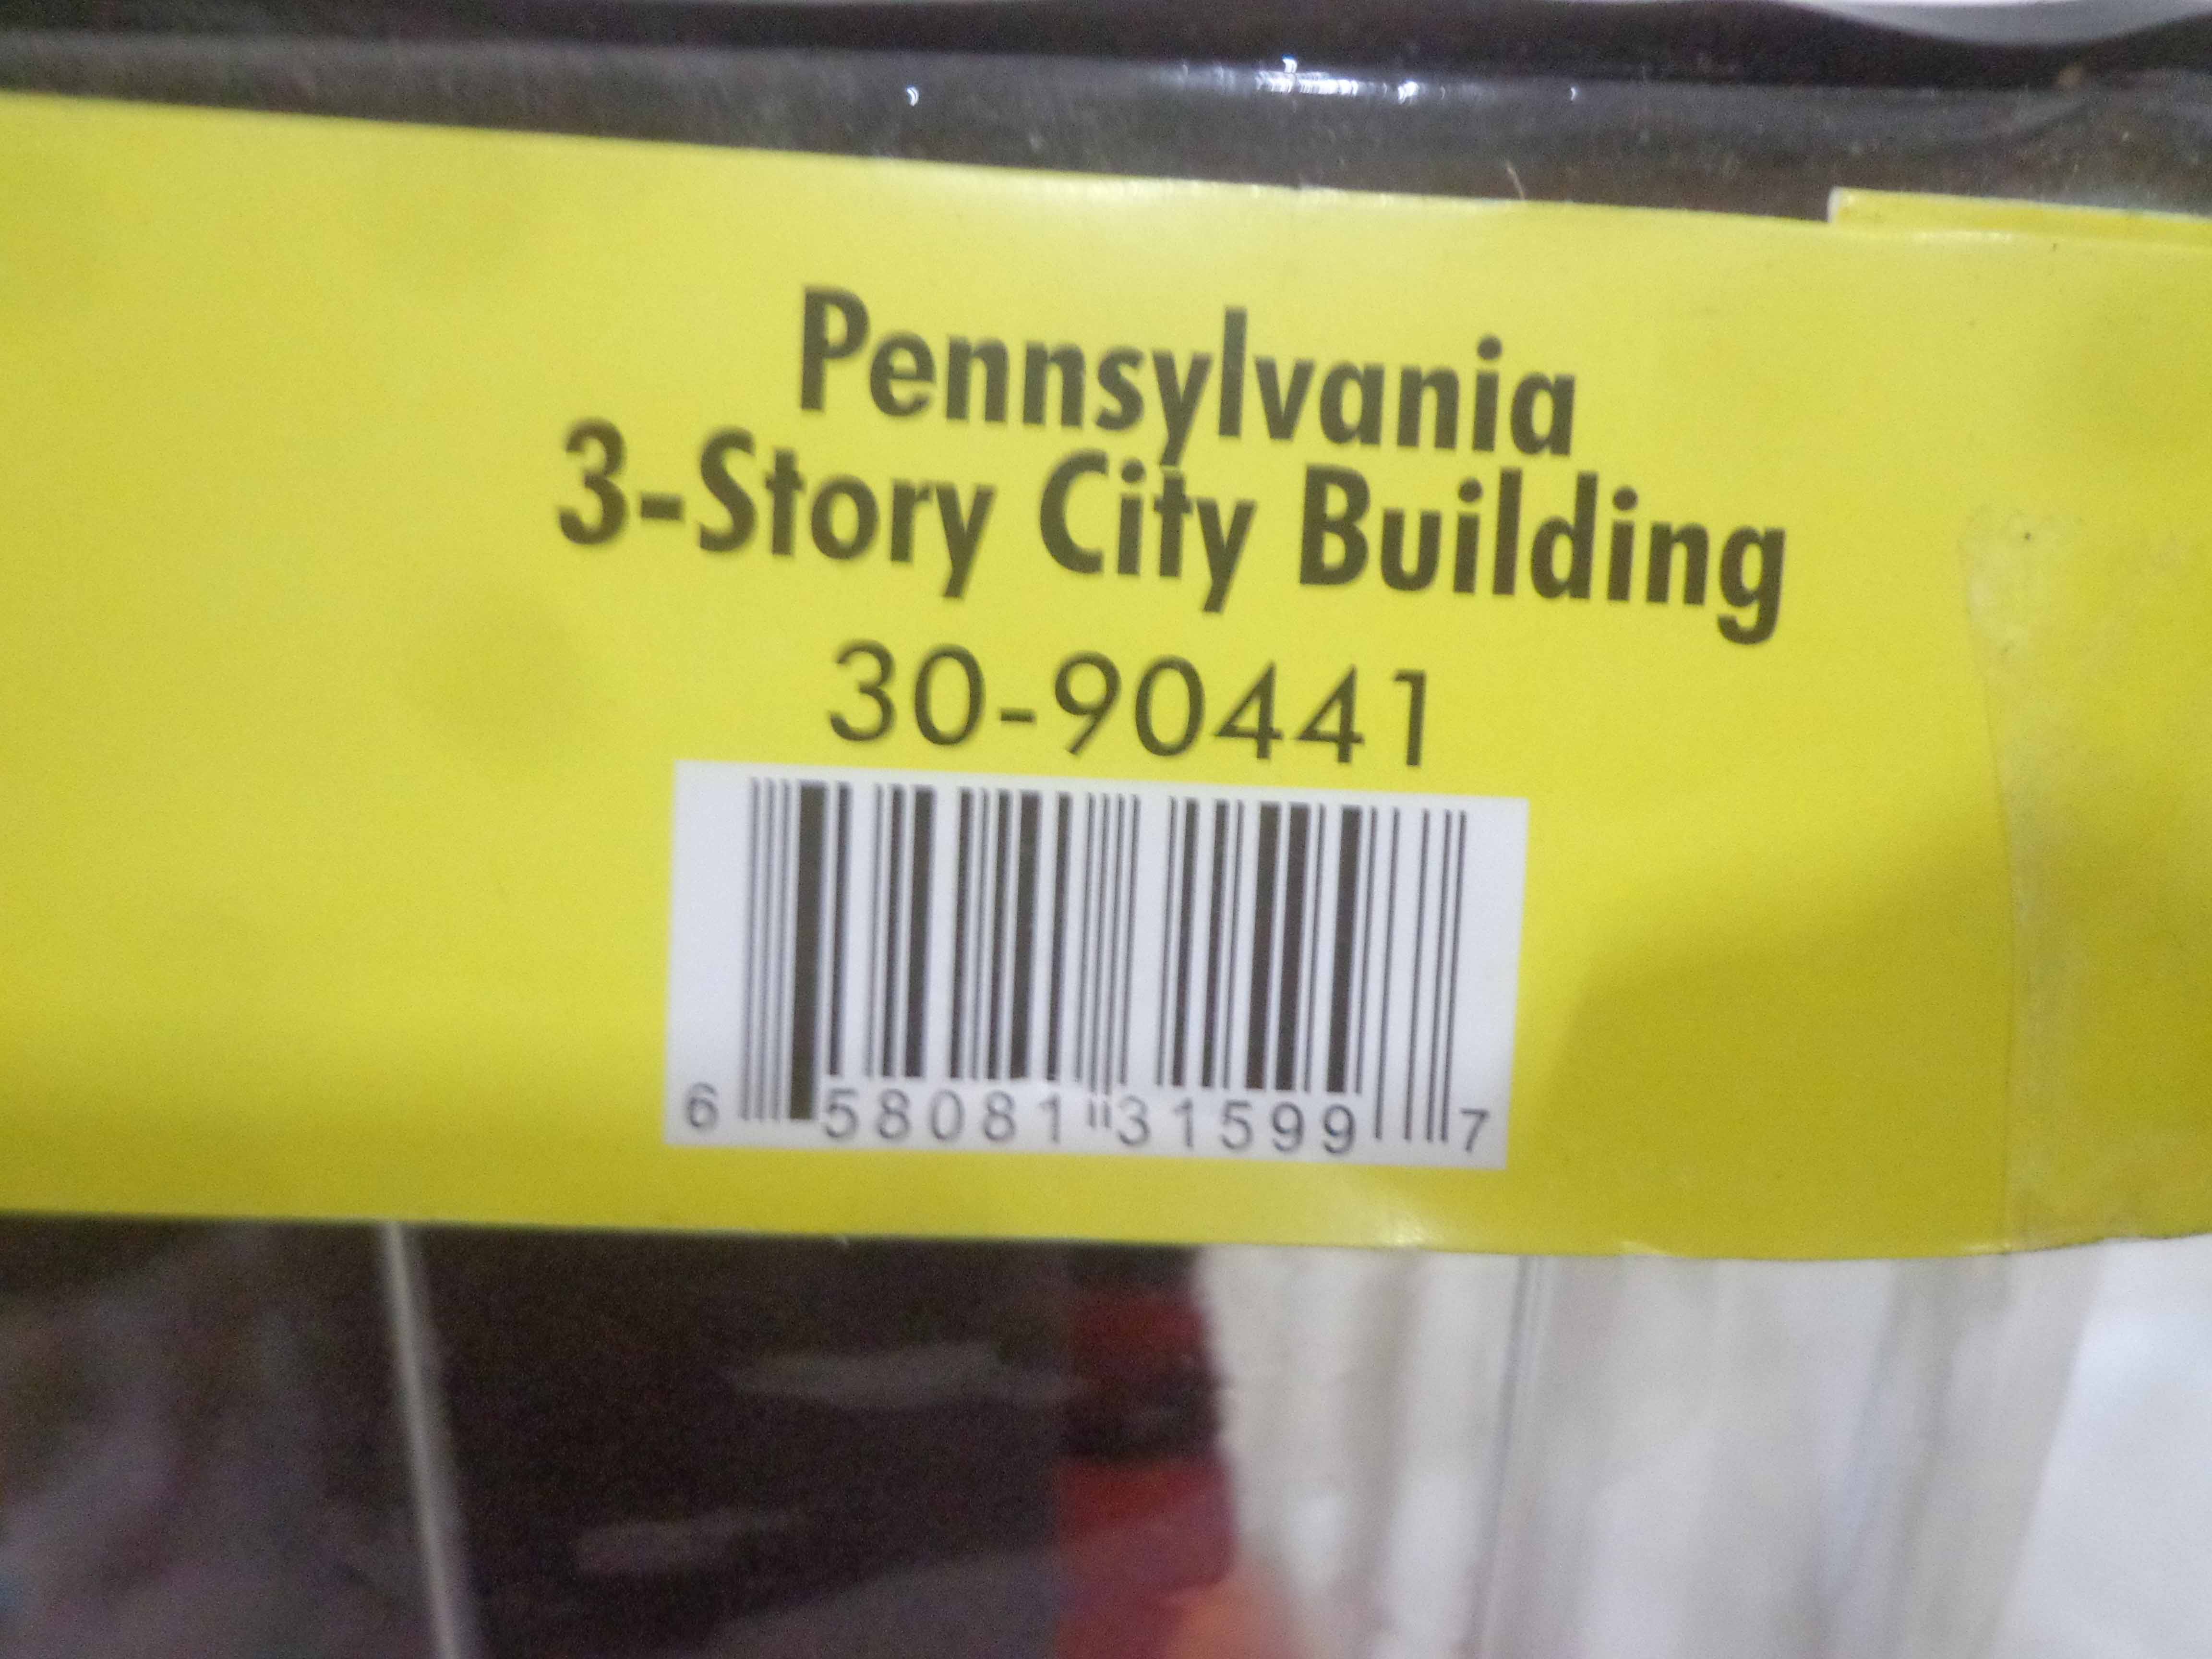 Pennsylvania
3-Story City Building
30-90441
6 58081 31599 7